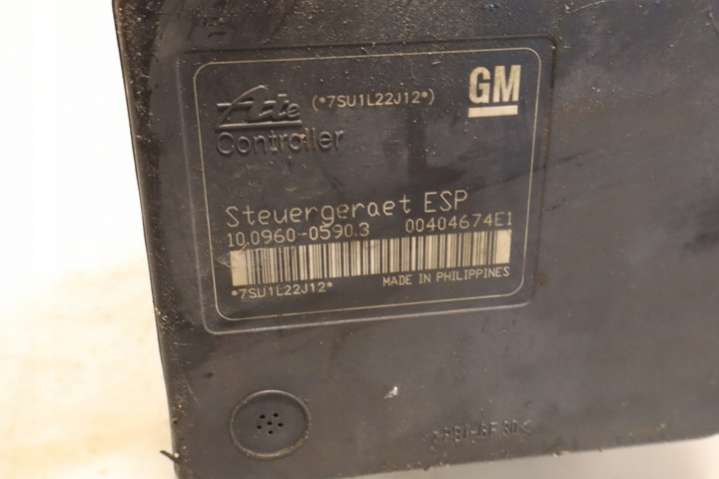 Ate (*7SU1L22J12*) GM
Controller
Steuergeraet ESP
10.0960-0590.3 00404674E1
*7SU1L22J12* MADE IN PHILIPPINES